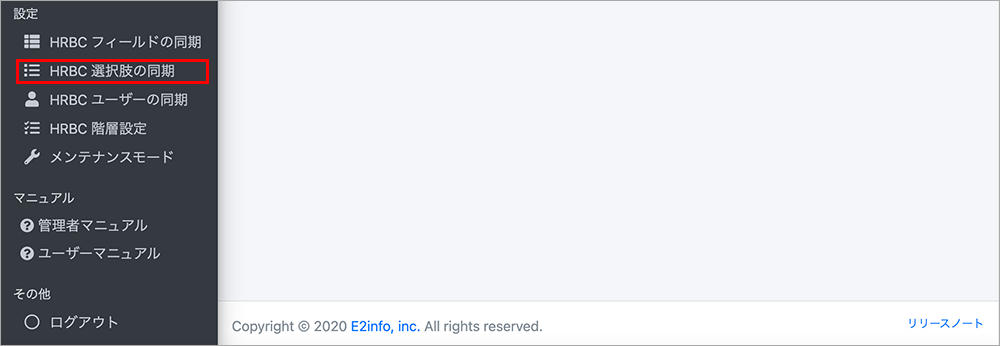 設定
HRBC フィールドの同期
HRBC 選択肢の同期
HRBC ユーザーの同期
HRBC 階層設定
メンテナンスモード
マニュアル
管理者マニュアル
ユーザーマニュアル
その他
ログアウト
Copyright © 2020 E2info, inc. All rights reserved.
リリースノート